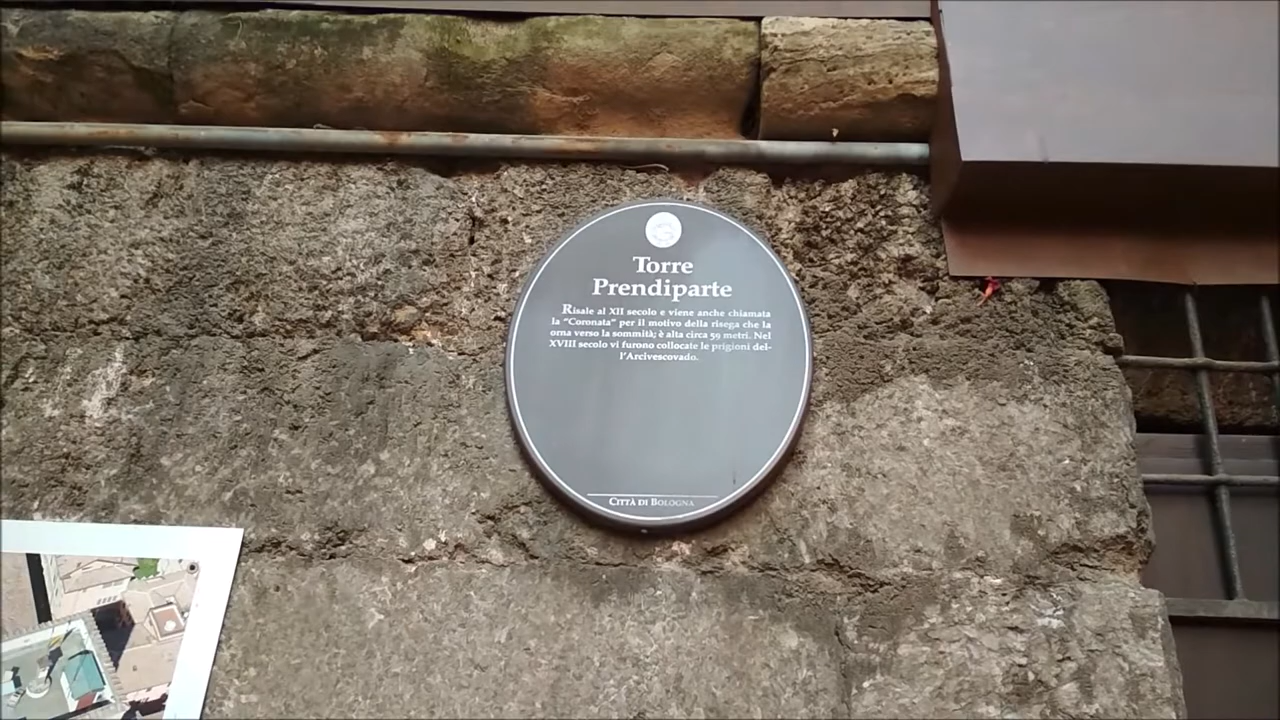 Torre
Prendiparte
Risale al XII secolo e viene anche chiamata
la "Coronata" per il motivo della risega che la
orna verso la sommità; è alta circa 59 metri. Nel
XVIII secolo vi furono collocate le prigioni del-
l'Arcivescovado.
CITTÀ DI BOLOGNA